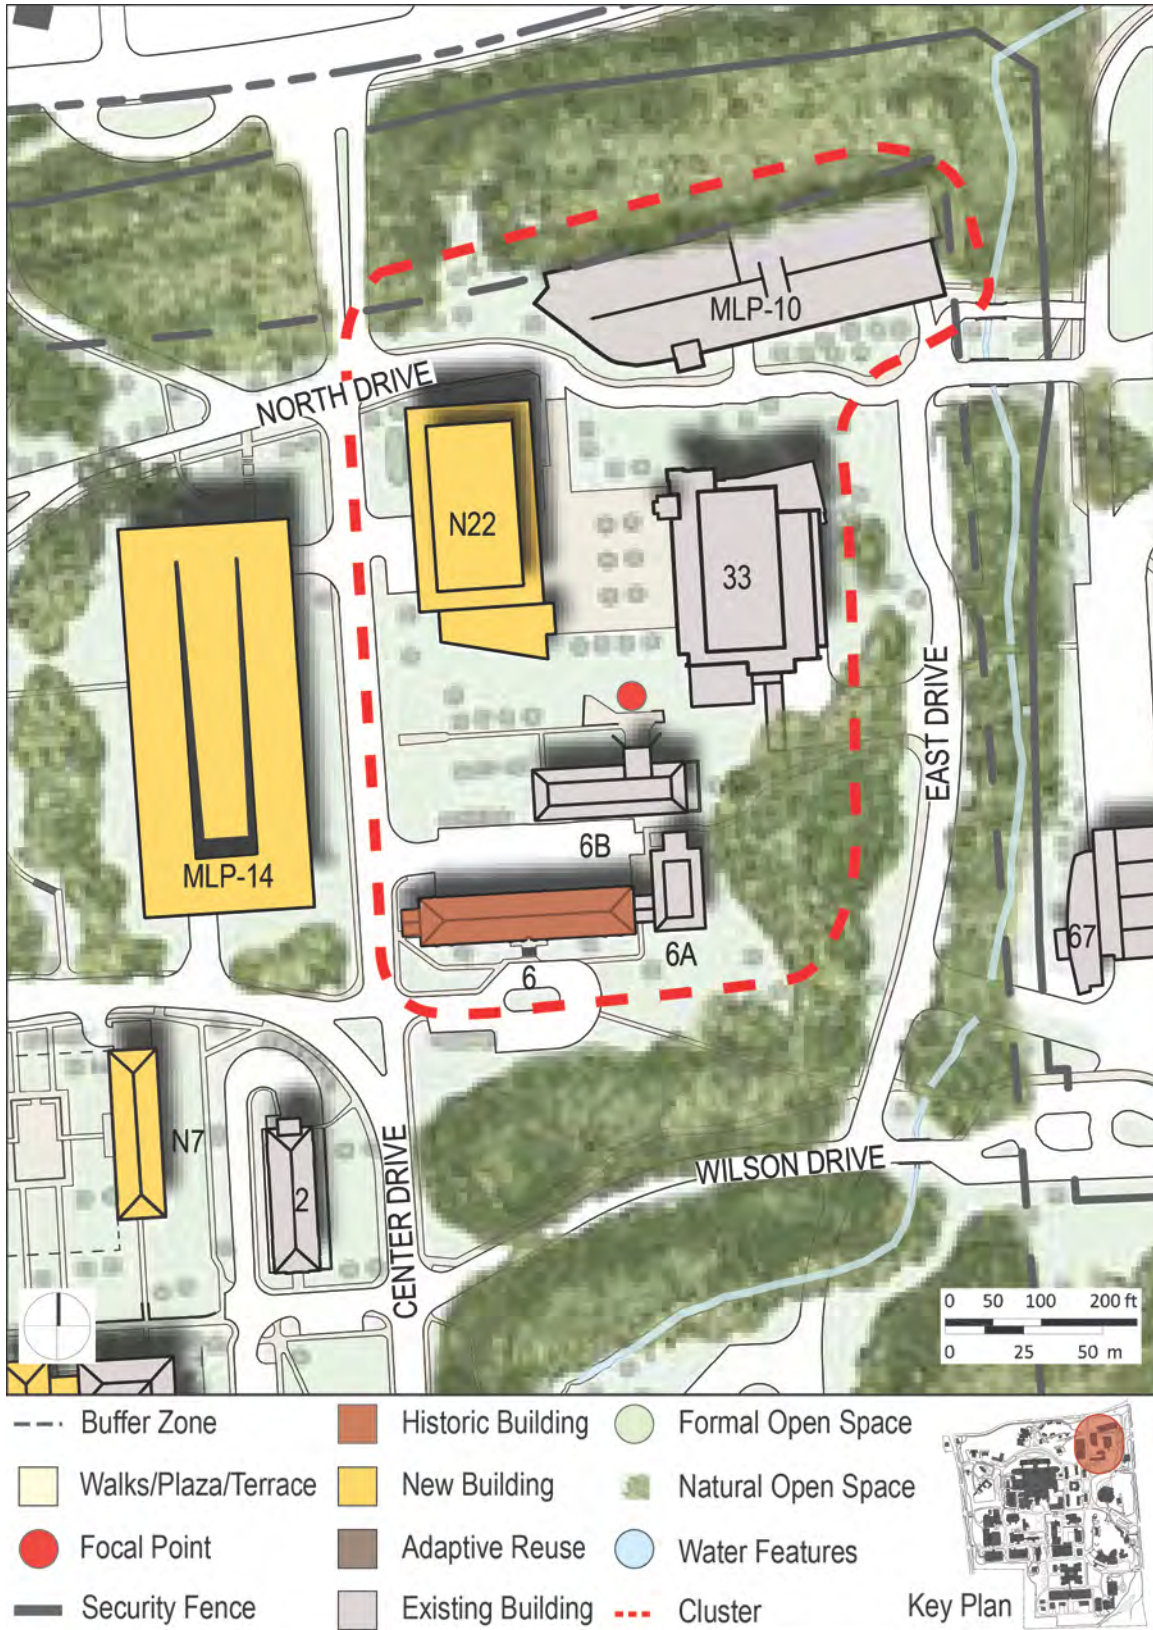 MLP-10
NORTH DRIVE
N22
33
EAST DRIVE
MLP-14
6B
6
6A
67
N7
2
CENTER DRIVE
WILSON DRIVE
0 50 100 200 ft
0 25 50 m
Buffer Zone
Historic Building
Formal Open Space
Walks/Plaza/Terrace
New Building
Natural Open Space
Focal Point
Adaptive Reuse
Water Features
Security Fence
Existing Building
Cluster
Key Plan